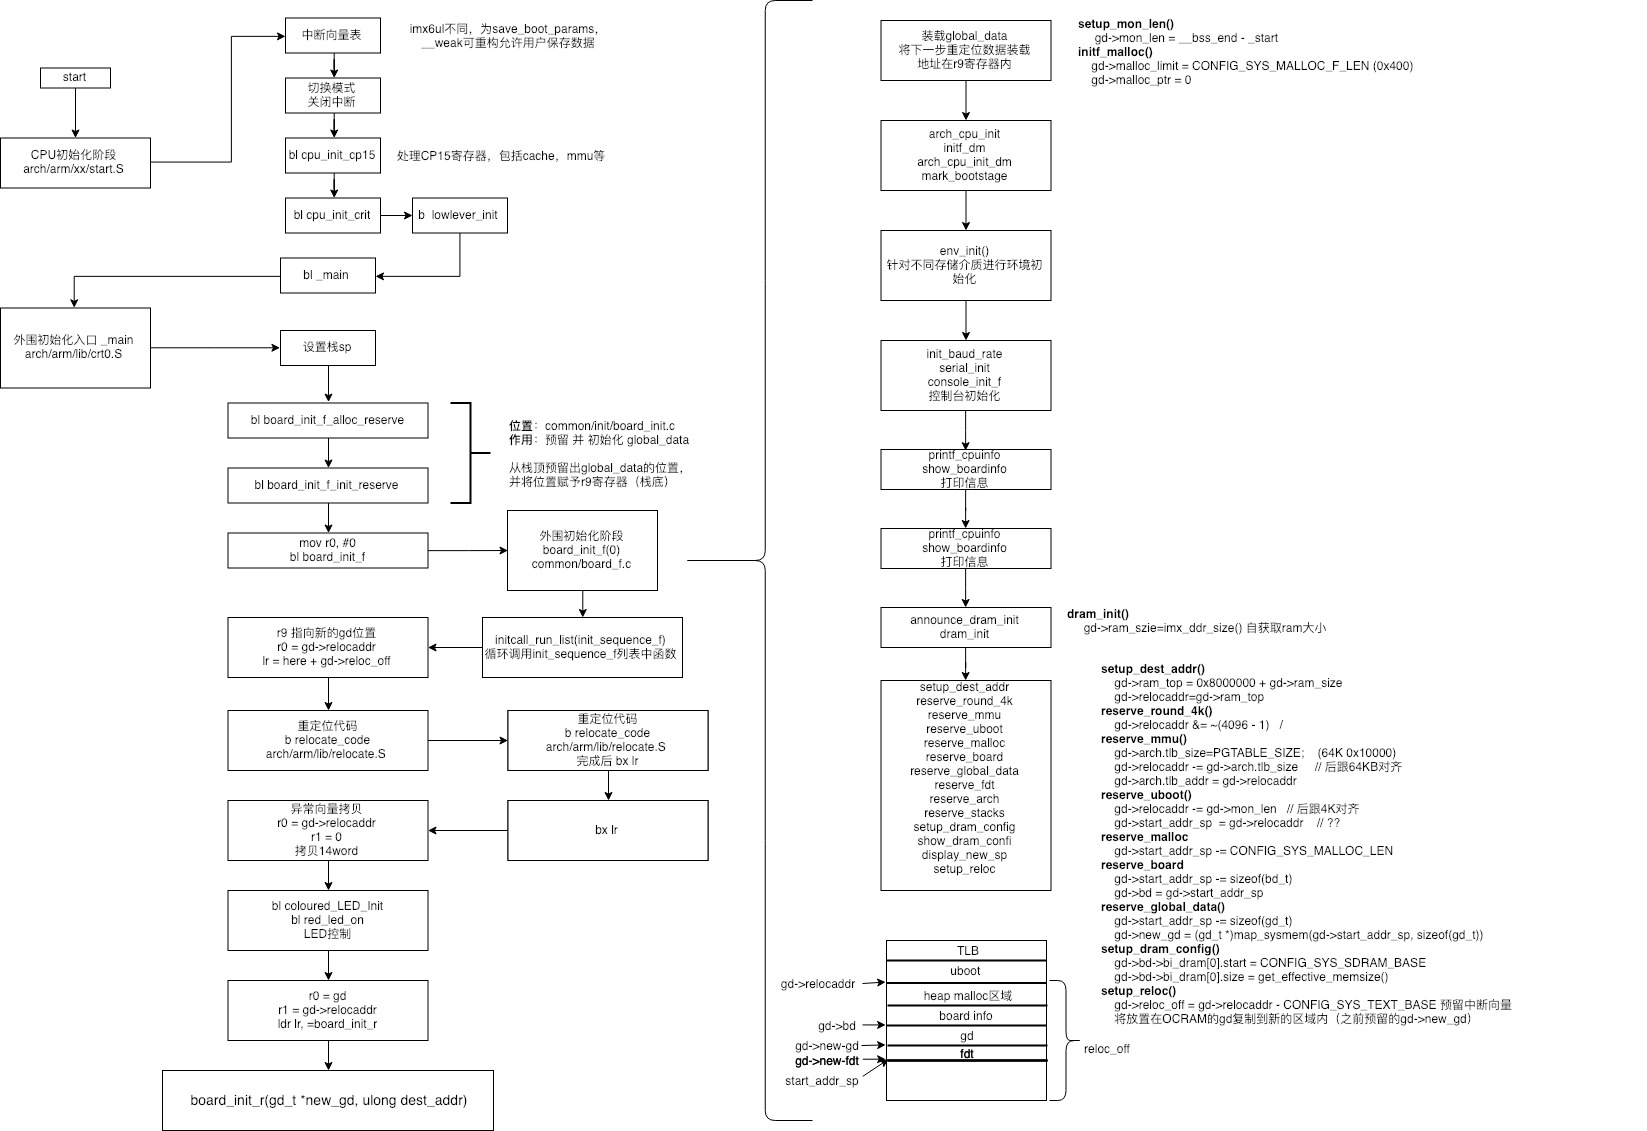 start
CPU初始化阶段
arch/arm/xx/start.S
中断向量表
imx6ul不同，为save_boot_params，
__weak可重构允许用户保存数据
切换模式
关闭中断
bl cpu_init_cp15
处理CP15寄存器，包括cache，mmu等
bl cpu_init_crit
b  lowlever_init
bl _main
外围初始化入口 _main
arch/arm/lib/crt0.S
设置栈sp
bl board_init_f_alloc_reserve
bl board_init_f_init_reserve
位置：common/init/board_init.c
作用：预留 并 初始化 global_data
从栈顶预留出global_data的位置，
并将位置赋予r9寄存器（栈底）
mov r0, #0
bl board_init_f
外围初始化阶段
board_init_f(0)
common/board_f.c
initcall_run_list(init_sequence_f)
循环调用init_sequence_f列表中函数
r9 指向新的gd位置
r0 = gd->relocaddr
lr = here + gd->reloc_off
重定位代码
b relocate_code
arch/arm/lib/relocate.S
重定位代码
b relocate_code
arch/arm/lib/relocate.S
完成后 bx lr
bx lr
异常向量拷贝
r0 = gd->relocaddr
r1 = 0
拷贝14word
bl coloured_LED_Init
bl red_led_on
LED控制
r0 = gd
r1 = gd->relocaddr
ldr lr, =board_init_r
board_init_r(gd_t *new_gd, ulong dest_addr)
装载global_data
将下一步重定位数据装载
地址在r9寄存器内
setup_mon_len()
gd->mon_len = __bss_end - _start
initf_malloc()
gd->malloc_limit = CONFIG_SYS_MALLOC_F_LEN (0x400)
gd->malloc_ptr = 0
arch_cpu_init
initf_dm
arch_cpu_init_dm
mark_bootstage
env_init()
针对不同存储介质进行环境初
始化
init_baud_rate
serial_init
console_init_f
控制台初始化
printf_cpuinfo
show_boardinfo
打印信息
printf_cpuinfo
show_boardinfo
打印信息
announce_dram_init
dram_init
dram_init()
gd->ram_szie=imx_ddr_size() 自获取ram大小
setup_dest_addr
reserve_round_4k
reserve_mmu
reserve_uboot
reserve_malloc
reserve_board
reserve_global_data
reserve_fdt
reserve_arch
reserve_stacks
setup_dram_config
show_dram_confi
display_new_sp
setup_reloc
setup_dest_addr()
gd->ram_top = 0x8000000 + gd->ram_size
gd->relocaddr=gd->ram_top
reserve_round_4k()
gd->relocaddr &= ~(4096 - 1)   /
reserve_mmu()
gd->arch.tlb_size=PGTABLE_SIZE；  (64K 0x10000)
gd->relocaddr -= gd->arch.tlb_size     // 后跟64KB对齐
gd->arch.tlb_addr = gd->relocaddr
reserve_uboot()
gd->relocaddr -= gd->mon_len   // 后跟4K对齐
gd->start_addr_sp  = gd->relocaddr    // ??
reserve_malloc
gd->start_addr_sp -= CONFIG_SYS_MALLOC_LEN
reserve_board
gd->start_addr_sp -= sizeof(bd_t)
gd->bd = gd->start_addr_sp
reserve_global_data()
gd->start_addr_sp -= sizeof(gd_t)
gd->new_gd = (gd_t *)map_sysmem(gd->start_addr_sp, sizeof(gd_t))
setup_dram_config()
gd->bd->bi_dram[0].start = CONFIG_SYS_SDRAM_BASE
gd->bd->bi_dram[0].size = get_effective_memsize()
setup_reloc()
gd->reloc_off = gd->relocaddr - CONFIG_SYS_TEXT_BASE 预留中断向量
将放置在OCRAM的gd复制到新的区域内（之前预留的gd->new_gd）
TLB
uboot
gd->relocaddr
heap malloc区域
board info
gd->bd
gd
gd->new-gd
fdt
gd->new-fdt
start_addr_sp
reloc_off